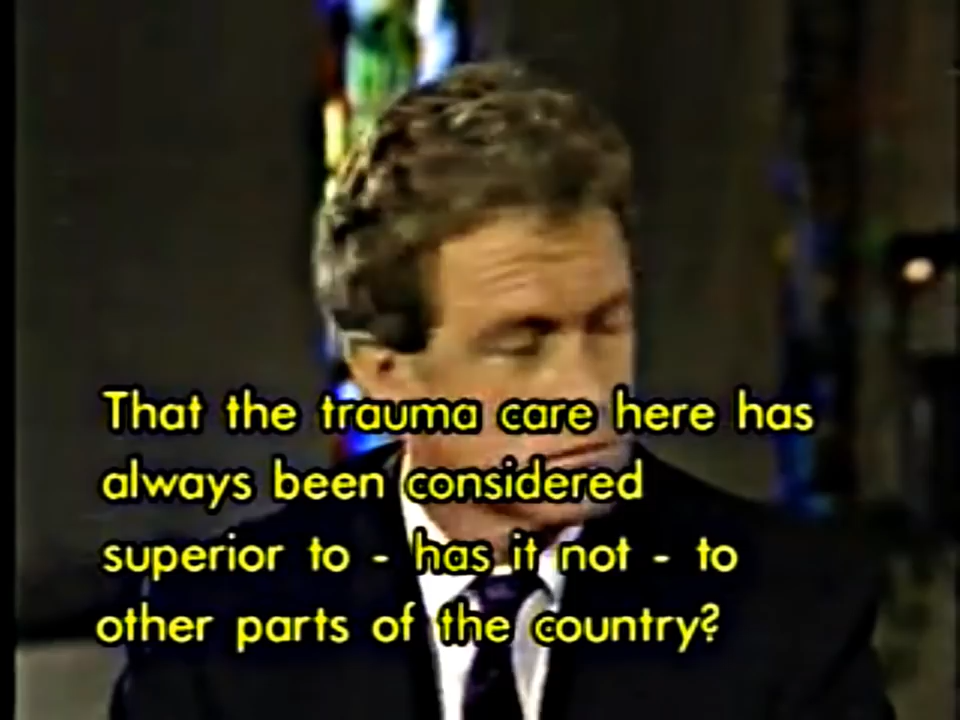 That the trauma care here has
always been considered
superior to - has it not - to
other parts of the country?